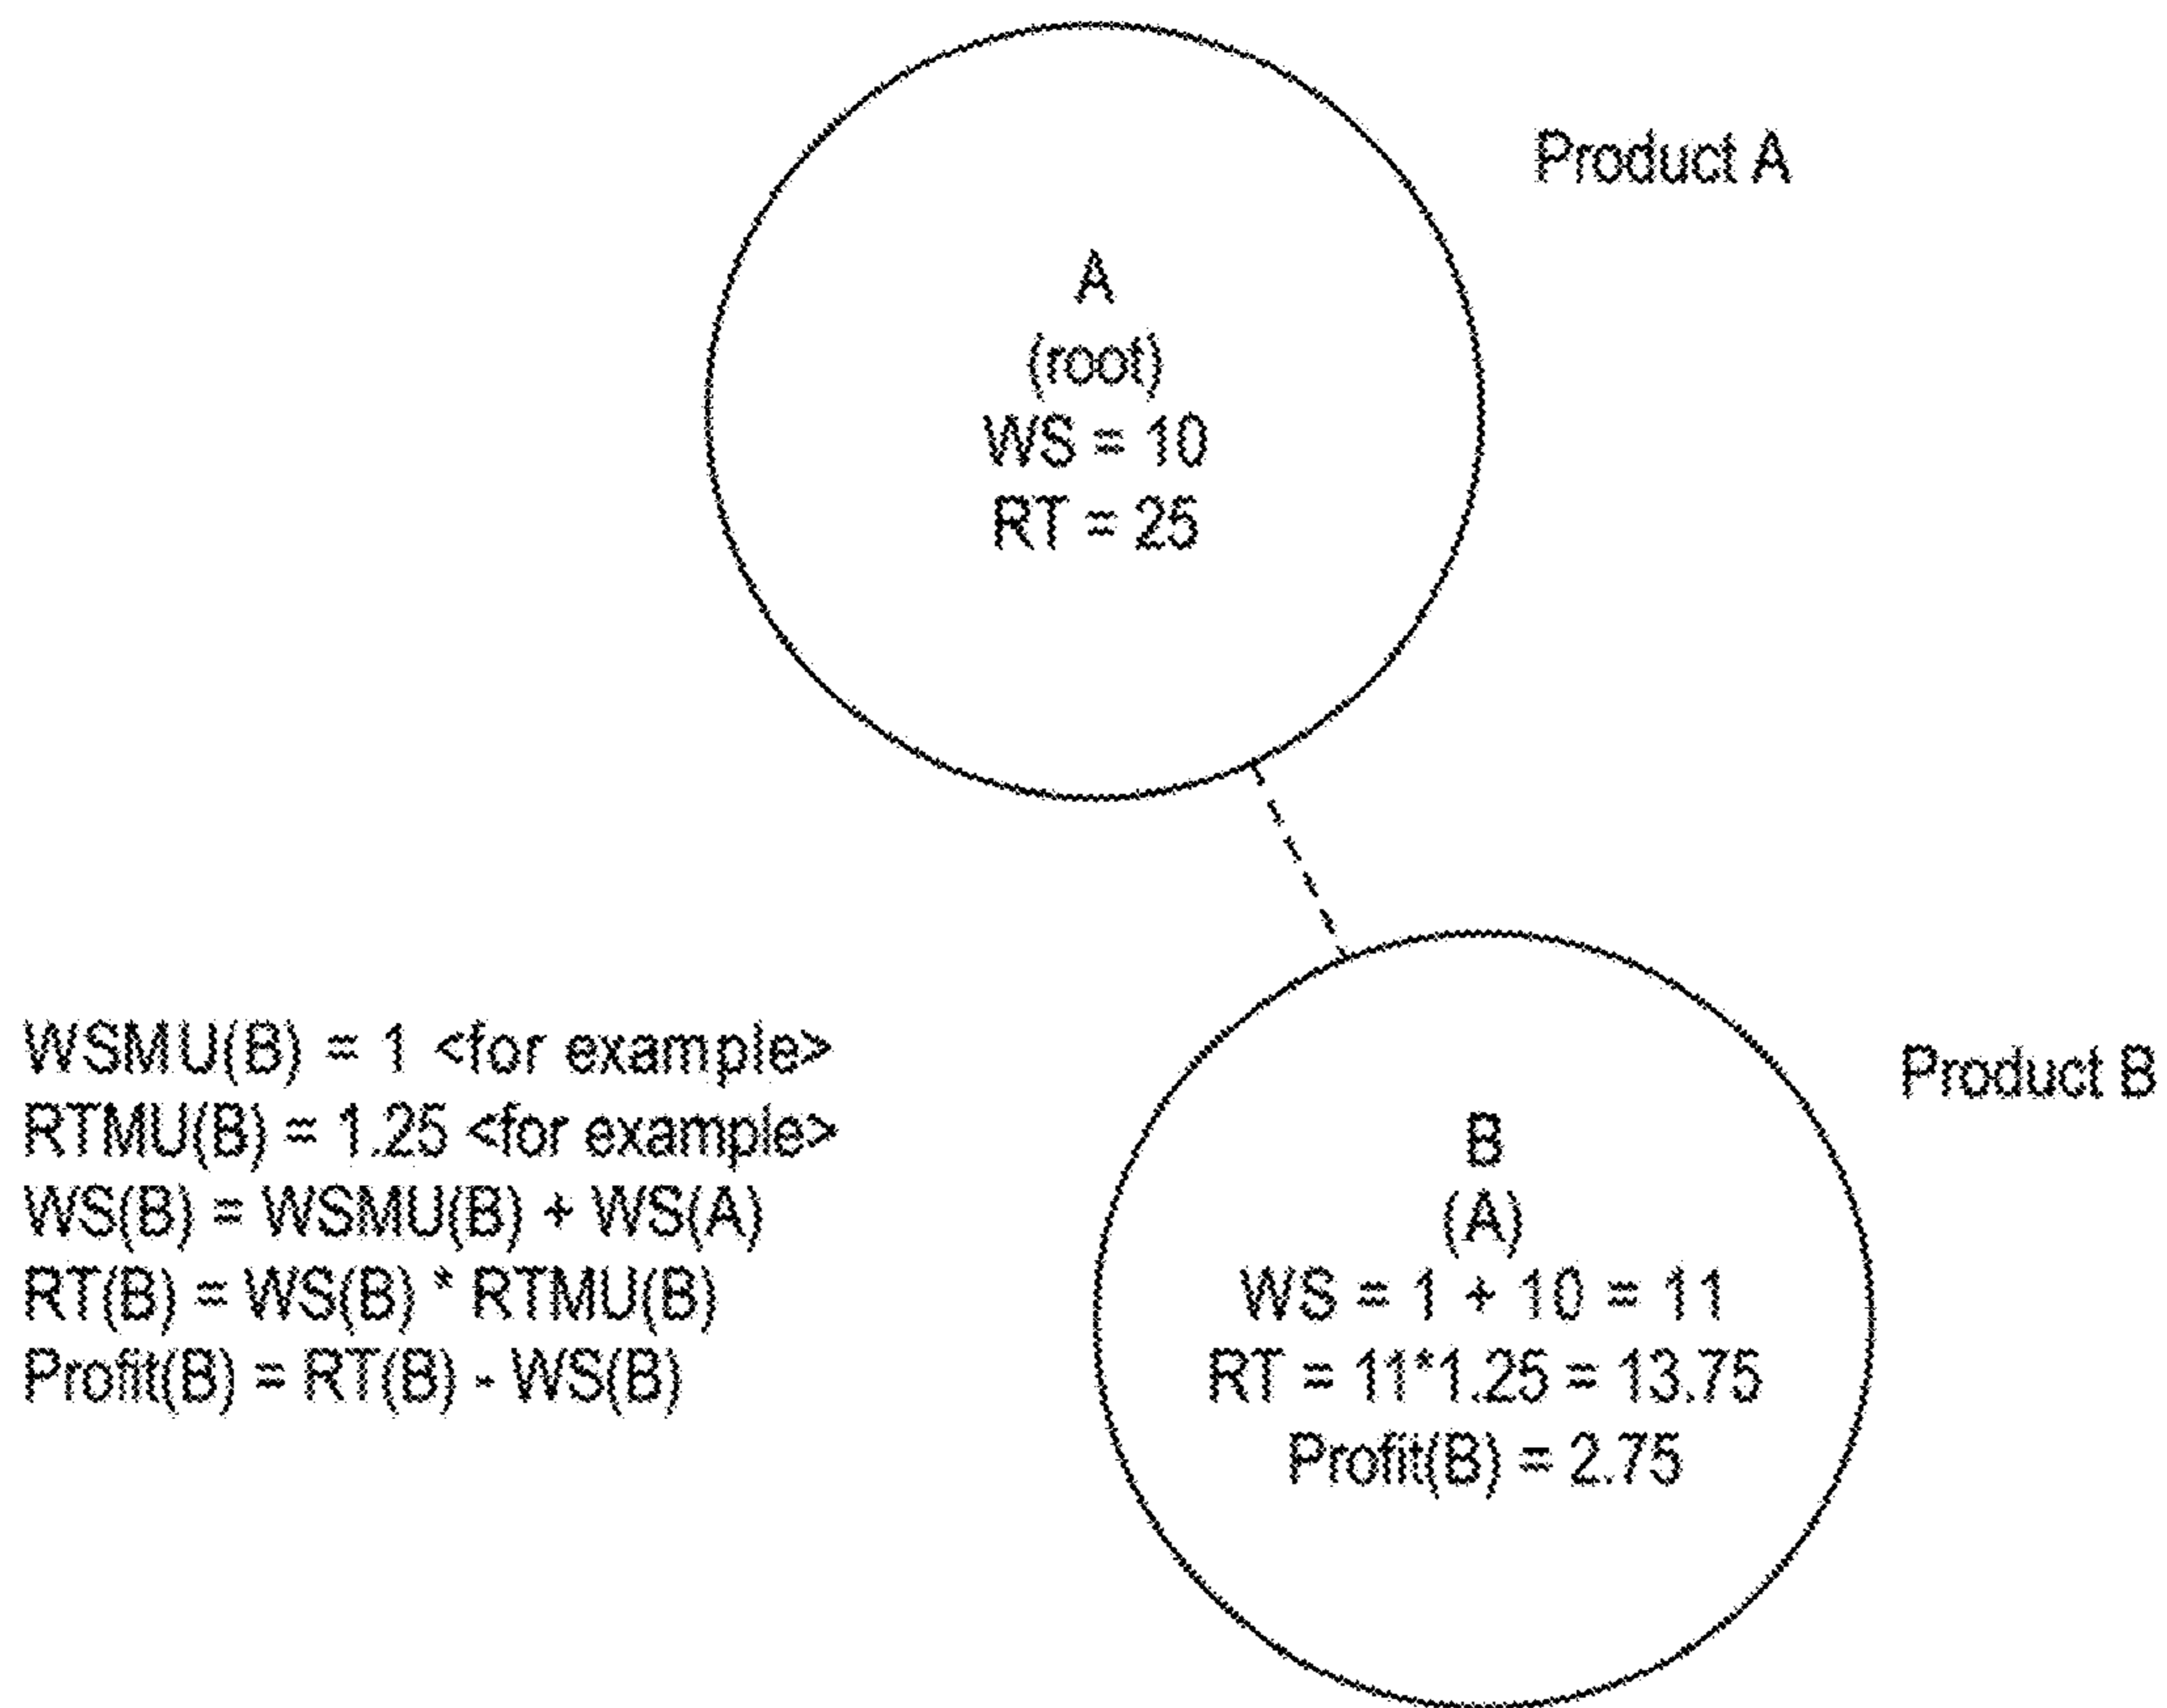 Product A
A
(root)
WS = 10
RT = 25
WSMU(B) = 1 <for example>
RTMU(B) = 1.25 <for example>
WS(B) = WSMU(B) + WS(A)
RT(B) = WS(B) * RTMU(B)
Profit(B) = RT(B) - WS(B)
Product B
B
(A)
WS = 1 + 10 = 11
RT = 11*1.25 = 13.75
Profit(B) = 2.75